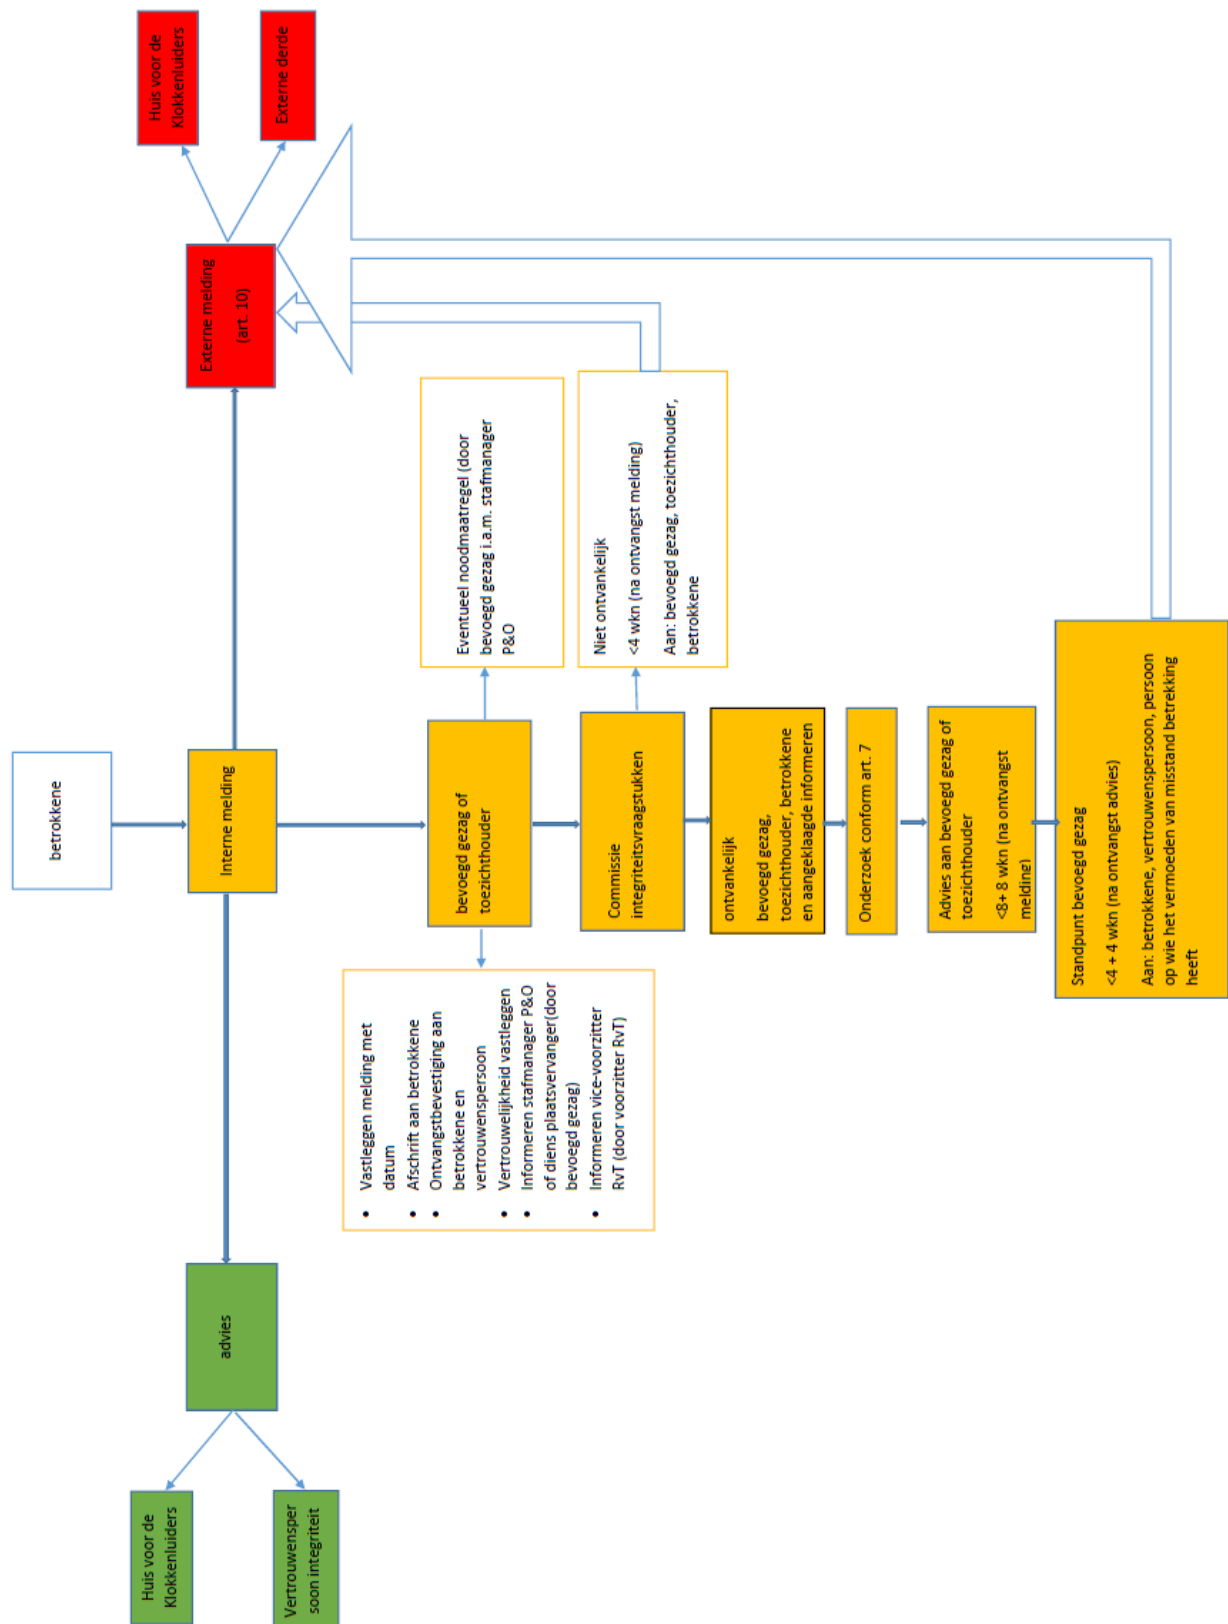 betrokkene
Huis voor de
Klokkenluiders
Vertrouwensper
soon integriteit
advies
Interne melding
Externe melding
(art. 10)
Huis voor de
Klokkenluiders
Externe derde
• Vastleggen melding met
datum
• Afschrift aan betrokkene
• Ontvangstbevestiging aan
betrokkene en
vertrouwenspersoon
• Vertrouwelijkheid vastleggen
• Informeren stafmanager P&O
of diens plaatsvervanger(door
bevoegd gezag)
• Informeren vice-voorzitter
RvT (door voorzitter RvT)
bevoegd gezag of
toezichthouder
Eventueel noodmaatregel (door
bevoegd gezag i.a.m. stafmanager
P&O
Commissie
integriteitsvraagstukken
Niet ontvankelijk
<4 wkn (na ontvangst melding)
Aan: bevoegd gezag, toezichthouder,
betrokkene
ontvankelijk
bevoegd gezag,
toezichthouder, betrokkene
en aangeklaagde informeren
Onderzoek conform art. 7
Advies aan bevoegd gezag of
toezichthouder
<8+ 8 wkn (na ontvangst
melding)
Standpunt bevoegd gezag
<4 + 4 wkn (na ontvangst advies)
Aan: betrokkene, vertrouwenspersoon, persoon
op wie het vermoeden van misstand betrekking
heeft